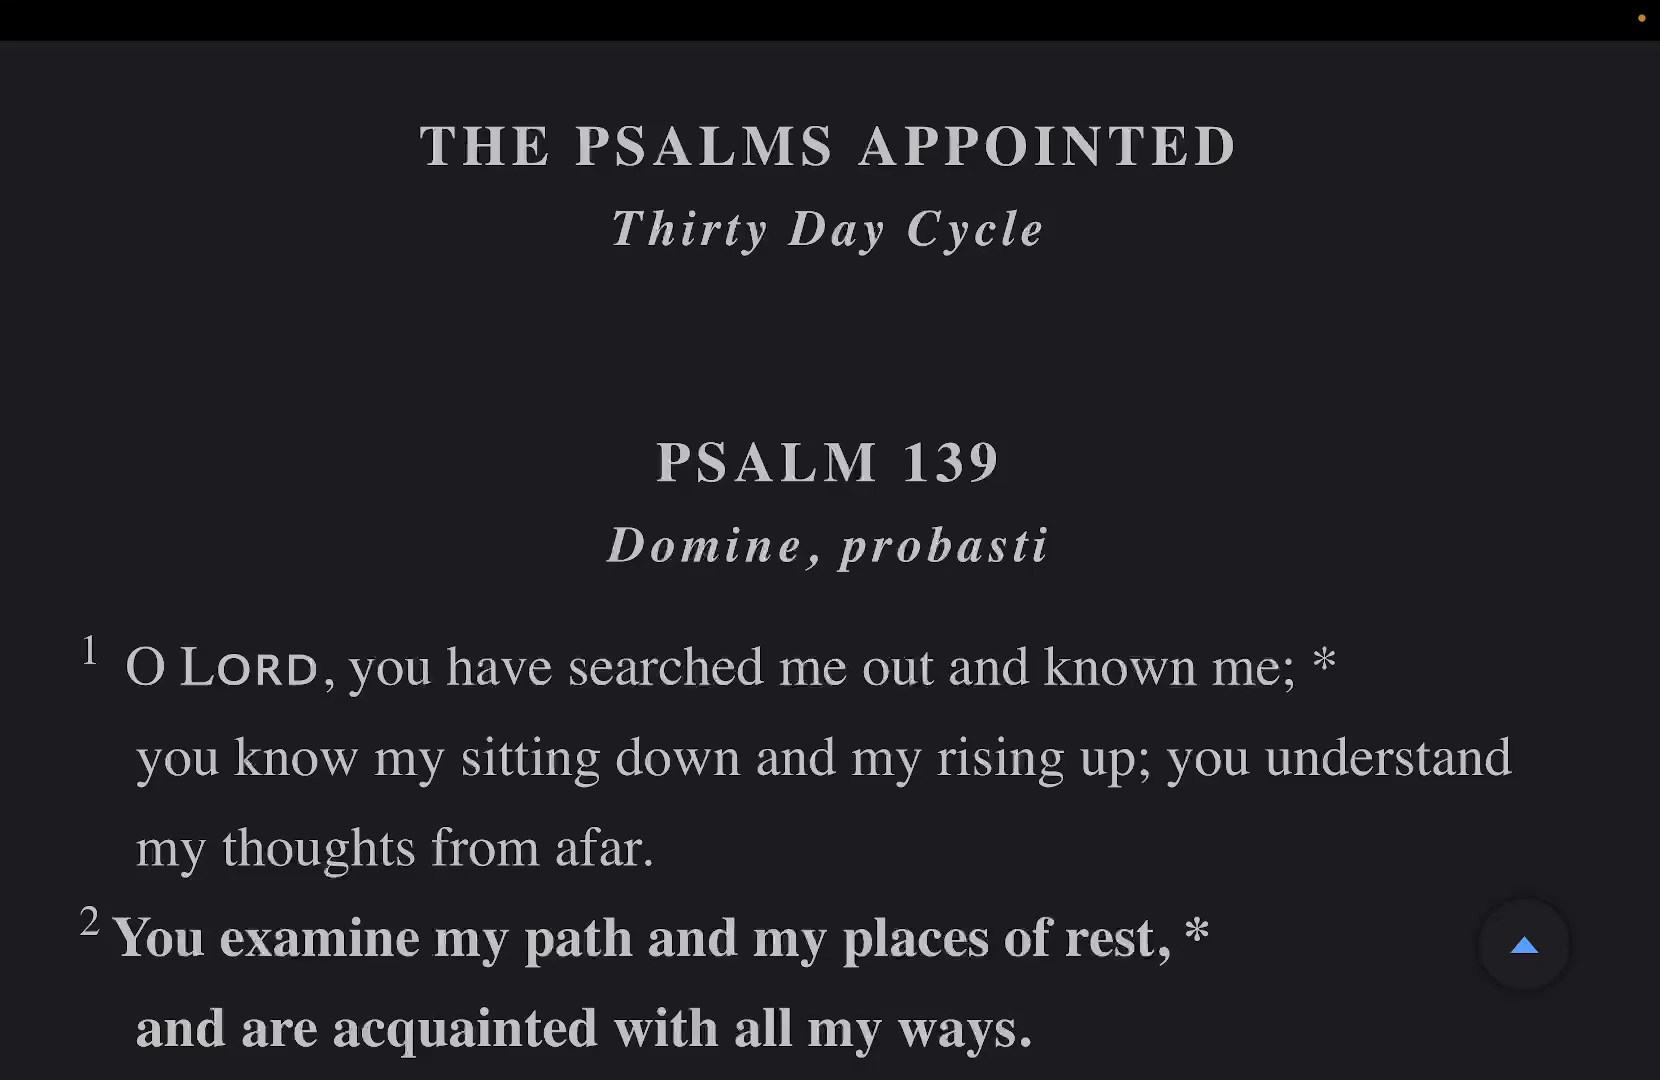 THE PSALMS APPOINTED
Thirty Day Cycle
PSALM 139
Domine, probasti
1 O LORD, you have searched me out and known me; *
you know my sitting down and my rising up; you understand
my thoughts from afar.
2 You examine my path and my places of rest, *
and are acquainted with all my ways.